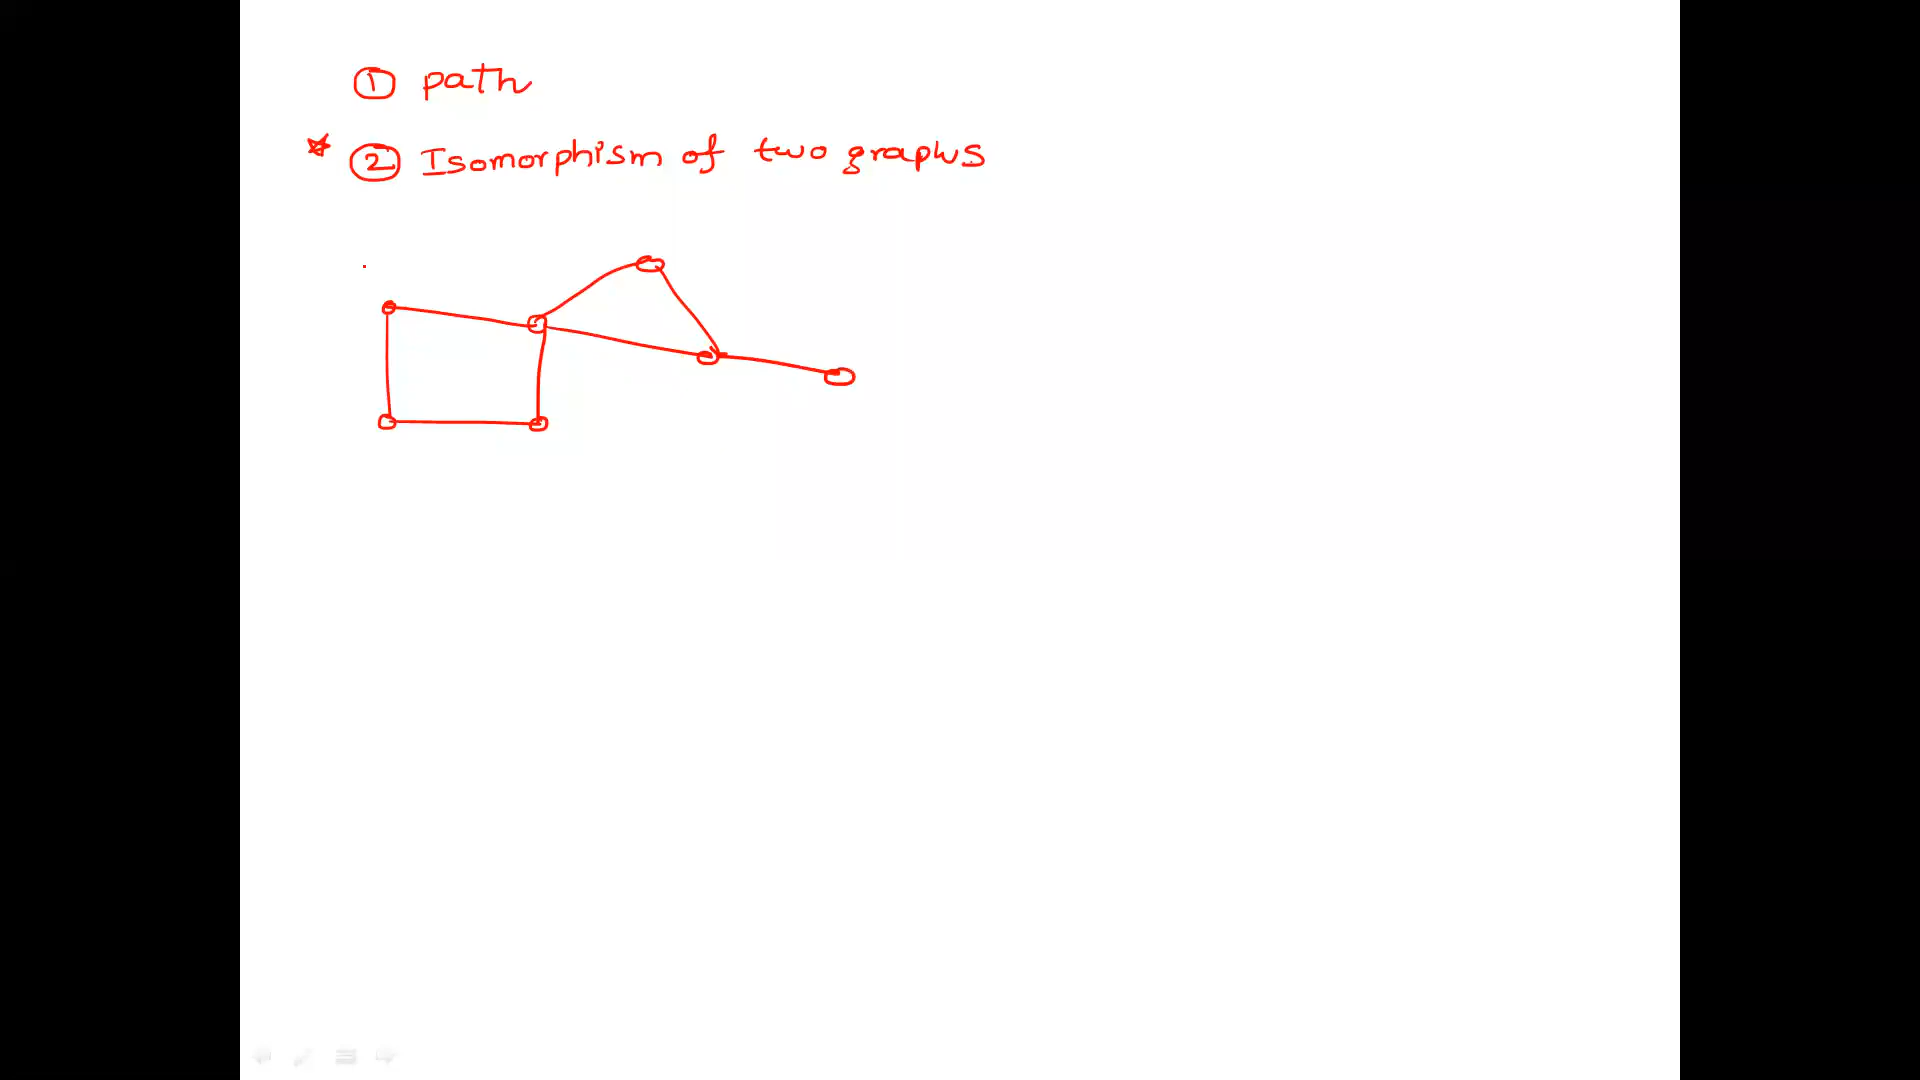 ① path
② Isomorphism of two graphs